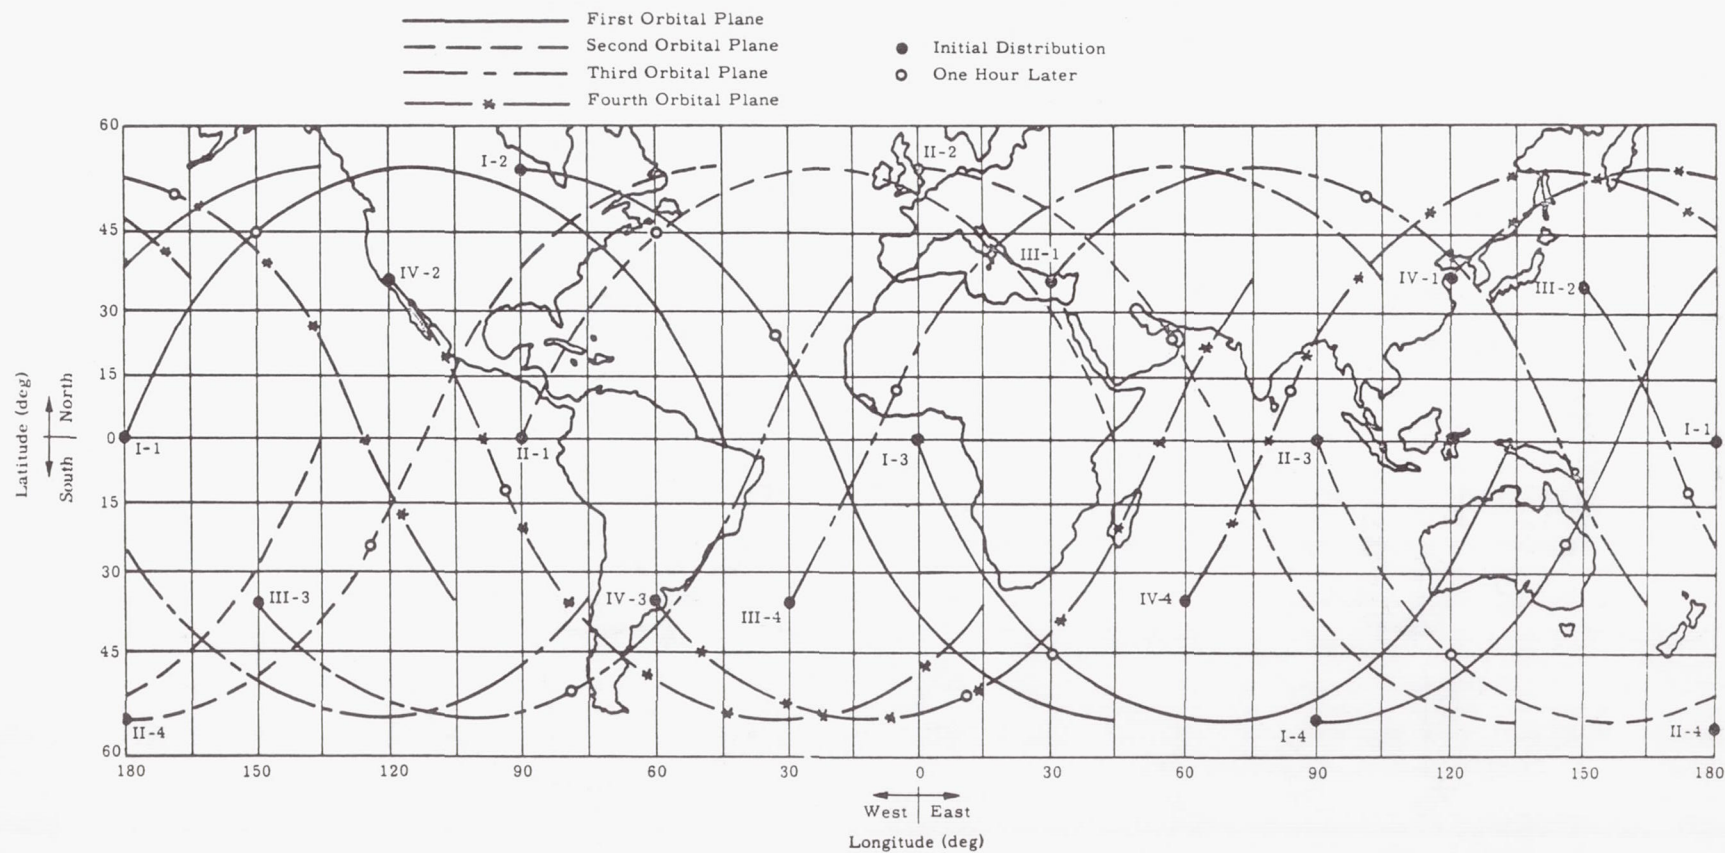 First Orbital Plane
Second Orbital Plane
Third Orbital Plane
Fourth Orbital Plane
Initial Distribution
One Hour Later
60
45
30
15
0
15
30
45
60
Latitude (deg)
South North
I-2
II-2
IV-2
III-1
IV-1
III-2
I-1
II-1
I-3
II-3
I-1
III-3
IV-3
III-4
IV-4
II-4
I-4
II-4
180 150 120 90 60 30 0 30 60 90 120 150 180
West East
Longitude (deg)